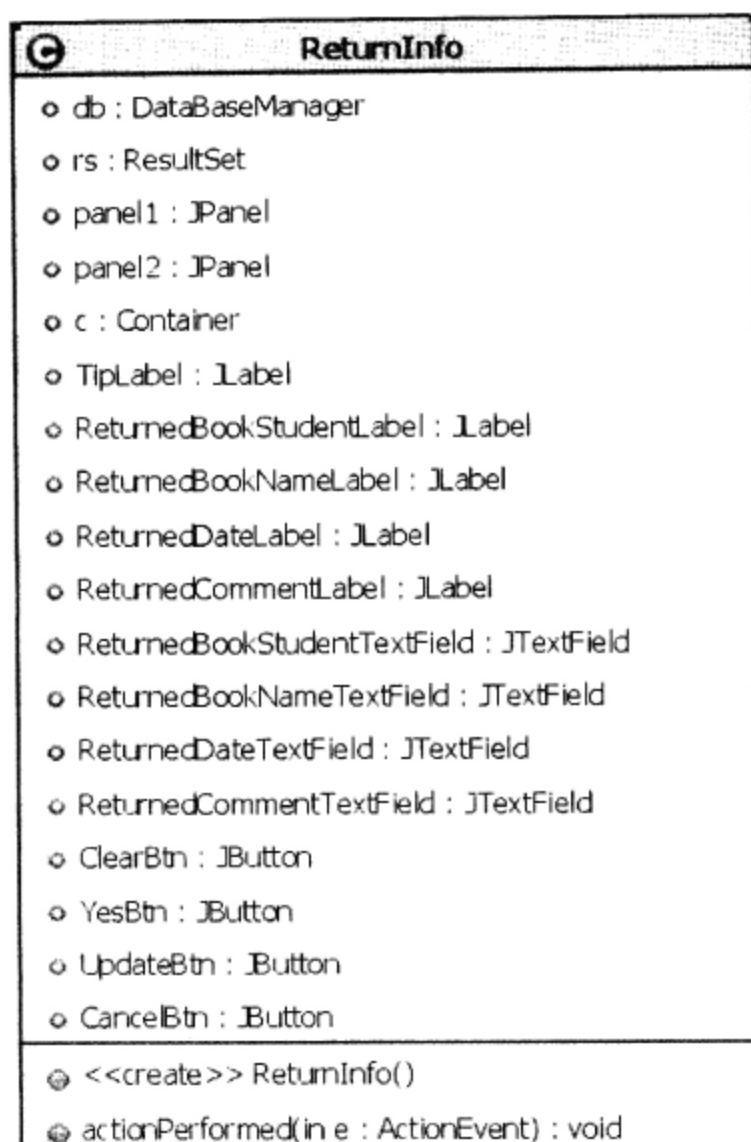 C ReturnInfo
db : DataBaseManager
rs : ResultSet
panel1 : JPanel
panel2 : JPanel
c : Container
TipLabel : JLabel
ReturnedBookStudentLabel : JLabel
ReturnedBookNameLabel : JLabel
ReturnedDateLabel : JLabel
ReturnedCommentLabel : JLabel
ReturnedBookStudentTextField : JTextField
ReturnedBookNameTextField : JTextField
ReturnedDateTextField : JTextField
ReturnedCommentTextField : JTextField
ClearBtn : JButton
YesBtn : JButton
UpdateBtn : JButton
CancelBtn : JButton
<<create>> ReturnInfo()
actionPerformed(in e : ActionEvent) : void